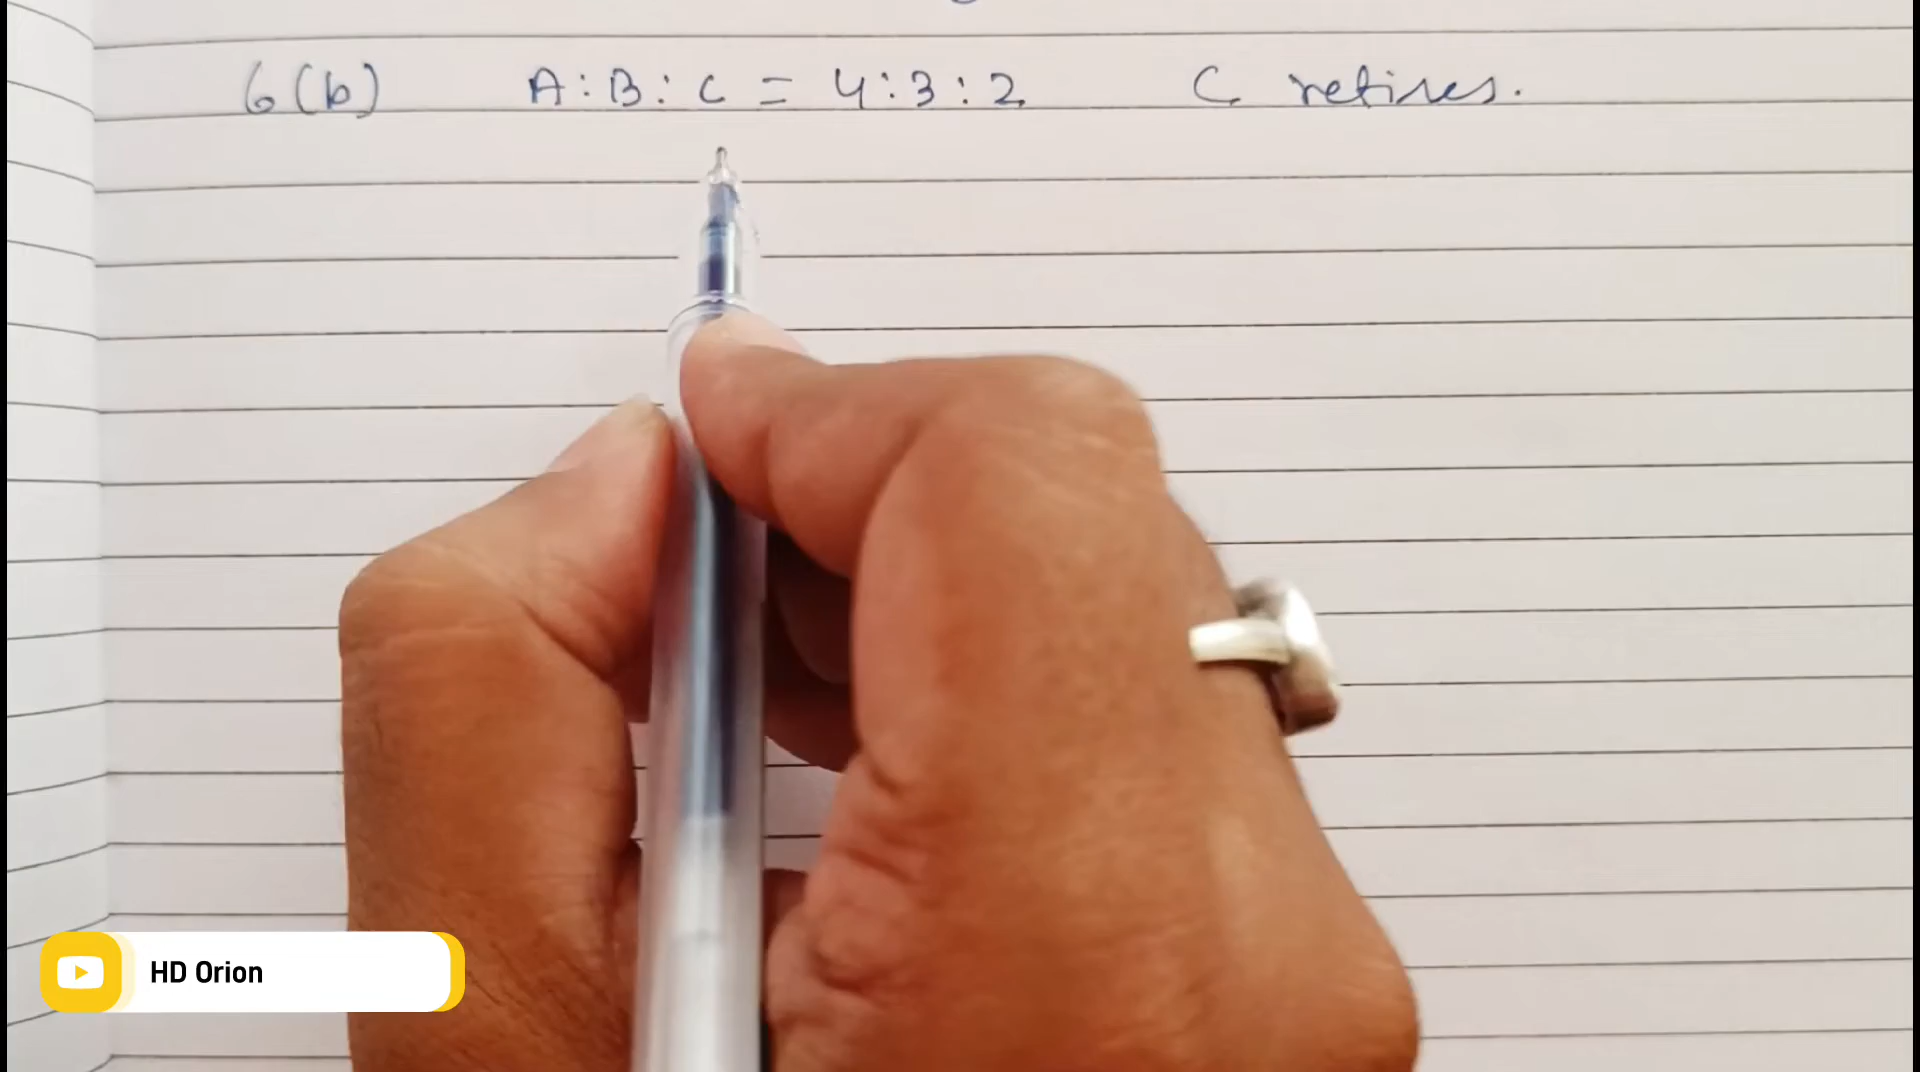 6(b) A:B:C = 4:3:2 C retires.
HD Orion